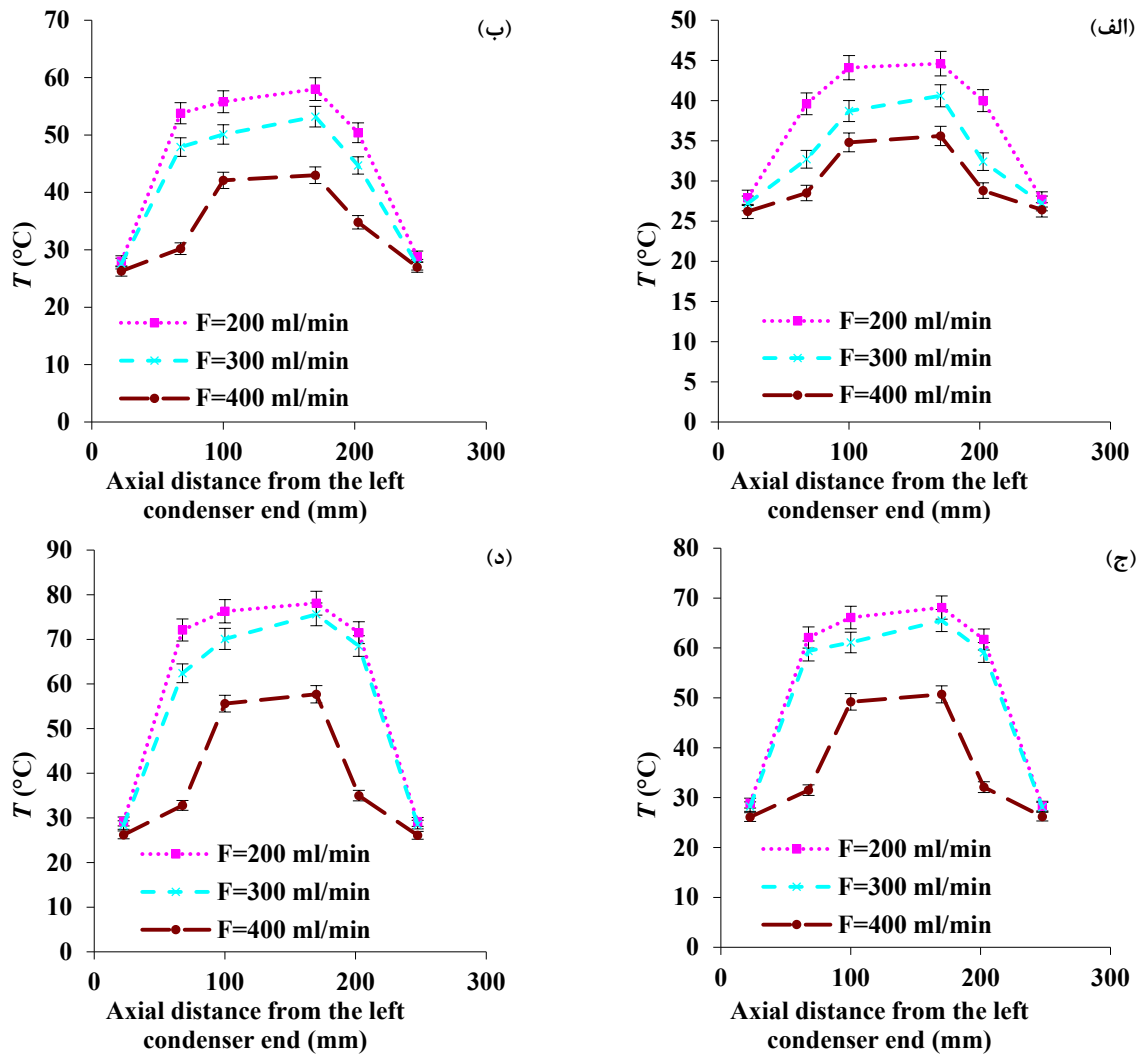 (الف)
50
45
40
35
30
25
20
15
10
5
0
T (°C)
F=200 ml/min
F=300 ml/min
F=400 ml/min
0 100 200 300
Axial distance from the left
condenser end (mm)
(ب)
70
60
50
40
30
20
10
0
T (°C)
F=200 ml/min
F=300 ml/min
F=400 ml/min
0 100 200 300
Axial distance from the left
condenser end (mm)
(ج)
80
70
60
50
40
30
20
10
0
T (°C)
F=200 ml/min
F=300 ml/min
F=400 ml/min
0 100 200 300
Axial distance from the left
condenser end (mm)
(د)
90
80
70
60
50
40
30
20
10
0
T (°C)
F=200 ml/min
F=300 ml/min
F=400 ml/min
0 100 200 300
Axial distance from the left
condenser end (mm)